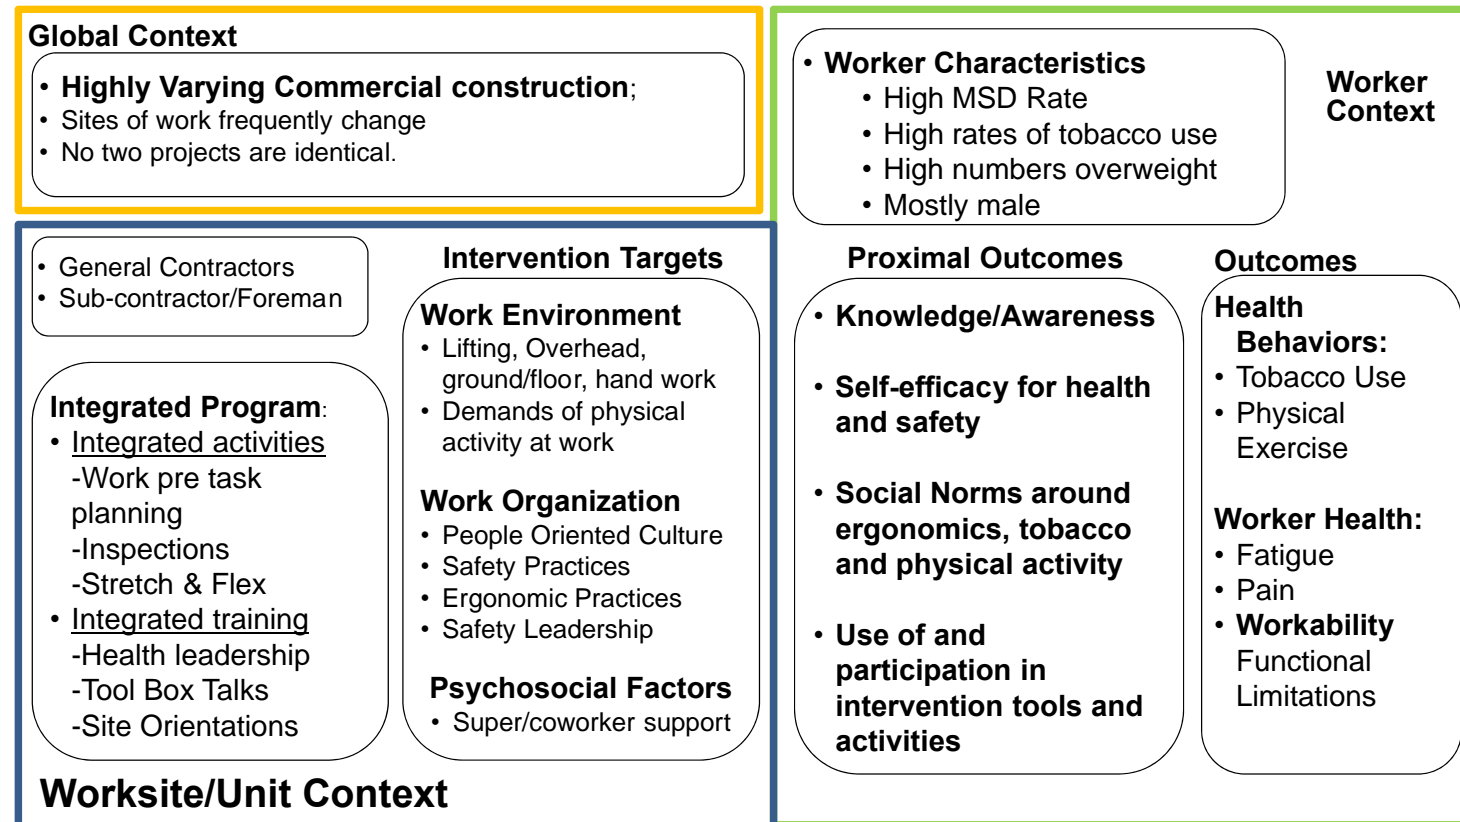 Global Context
• Highly Varying Commercial construction;
• Sites of work frequently change
• No two projects are identical.
• Worker Characteristics
• High MSD Rate
• High rates of tobacco use
• High numbers overweight
• Mostly male
Worker
Context
• General Contractors
• Sub-contractor/Foreman
Integrated Program:
• Integrated activities
-Work pre task
planning
-Inspections
-Stretch & Flex
• Integrated training
-Health leadership
-Tool Box Talks
-Site Orientations
Intervention Targets
Work Environment
• Lifting, Overhead,
ground/floor, hand work
• Demands of physical
activity at work
Work Organization
• People Oriented Culture
• Safety Practices
• Ergonomic Practices
• Safety Leadership
Psychosocial Factors
• Super/coworker support
Worksite/Unit Context
Proximal Outcomes
• Knowledge/Awareness
• Self-efficacy for health
and safety
• Social Norms around
ergonomics, tobacco
and physical activity
• Use of and
participation in
intervention tools and
activities
Outcomes
Health
Behaviors:
• Tobacco Use
• Physical
Exercise
Worker Health:
• Fatigue
• Pain
• Workability
Functional
Limitations